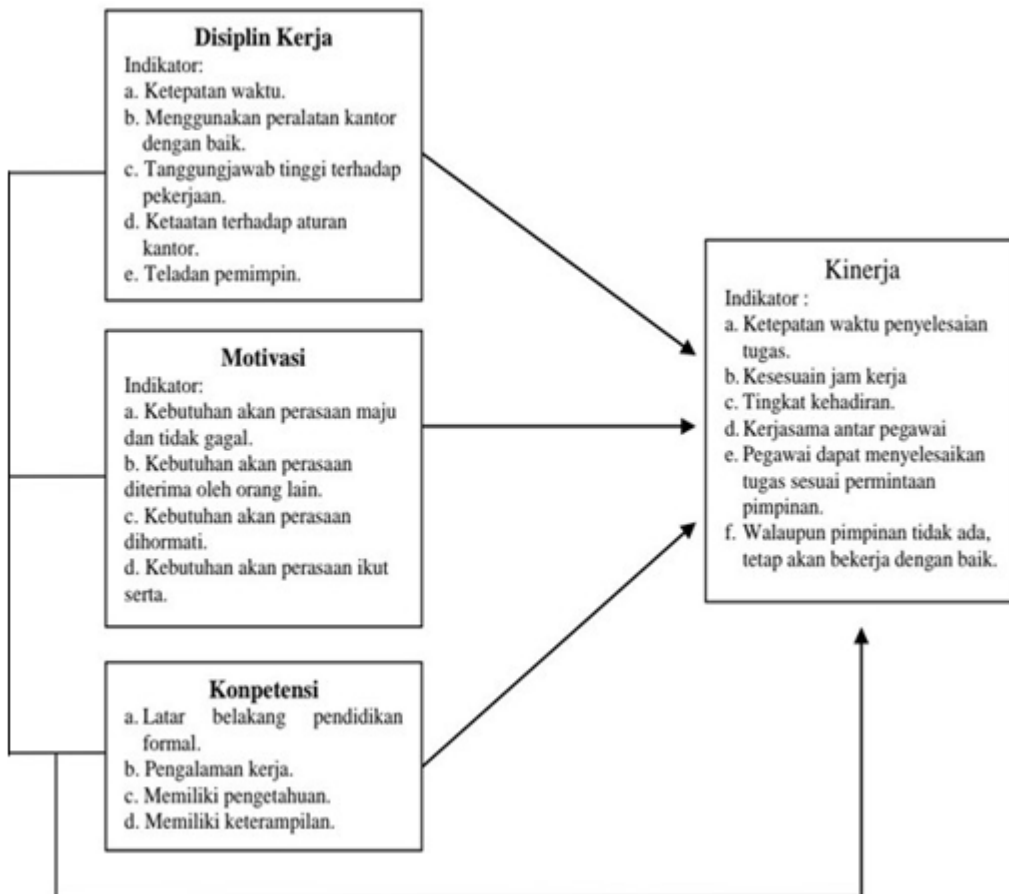 Disiplin Kerja
Indikator:
a. Ketepatan waktu.
b. Menggunakan peralatan kantor
dengan baik.
c. Tanggungjawab tinggi terhadap
pekerjaan.
d. Ketaatan terhadap aturan
kantor.
e. Teladan pemimpin.
Motivasi
Indikator:
a. Kebutuhan akan perasaan maju
dan tidak gagal.
b. Kebutuhan akan perasaan
diterima oleh orang lain.
c. Kebutuhan akan perasaan
dihormati.
d. Kebutuhan akan perasaan ikut
serta.
Konpetensi
a. Latar belakang pendidikan
formal.
b. Pengalaman kerja.
c. Memiliki pengetahuan.
d. Memiliki keterampilan.
Kinerja
Indikator :
a. Ketepatan waktu penyelesaian
tugas.
b. Kesesuain jam kerja
c. Tingkat kehadiran.
d. Kerjasama antar pegawai
e. Pegawai dapat menyelesaikan
tugas sesuai permintaan
pimpinan.
f. Walaupun pimpinan tidak ada,
tetap akan bekerja dengan baik.